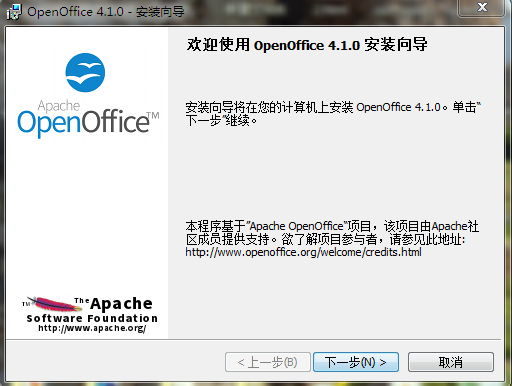 OpenOffice 4.1.0 - 安装向导
Apache
OpenOffice™
欢迎使用 OpenOffice 4.1.0 安装向导
安装向导将在您的计算机上安装 OpenOffice 4.1.0。单击“
下一步”继续。
本程序基于”Apache OpenOffice“项目，该项目由Apache社
区成员提供支持。欲了解项目参与者，请参见此地址:
http://www.openoffice.org/welcome/credits.html
TM The Apache
Software Foundation
http://www.apache.org/
< 上一步(B)
下一步(N) >
取消